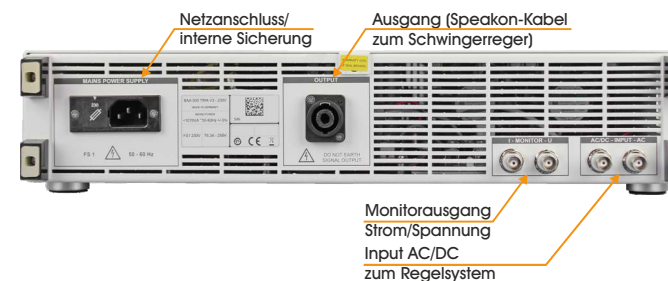 Netzanschluss/
interne Sicherung
Ausgang (Speakon-Kabel
zum Schwingerreger)
MAINS POWER SUPPLY
OUTPUT
FS 1
50 - 60 Hz
DO NOT EARTH
SIGNAL OUTPUT
I - MONITOR - U
AC/DC - INPUT - AC
Monitorausgang
Strom/Spannung
Input AC/DC
zum Regelsystem